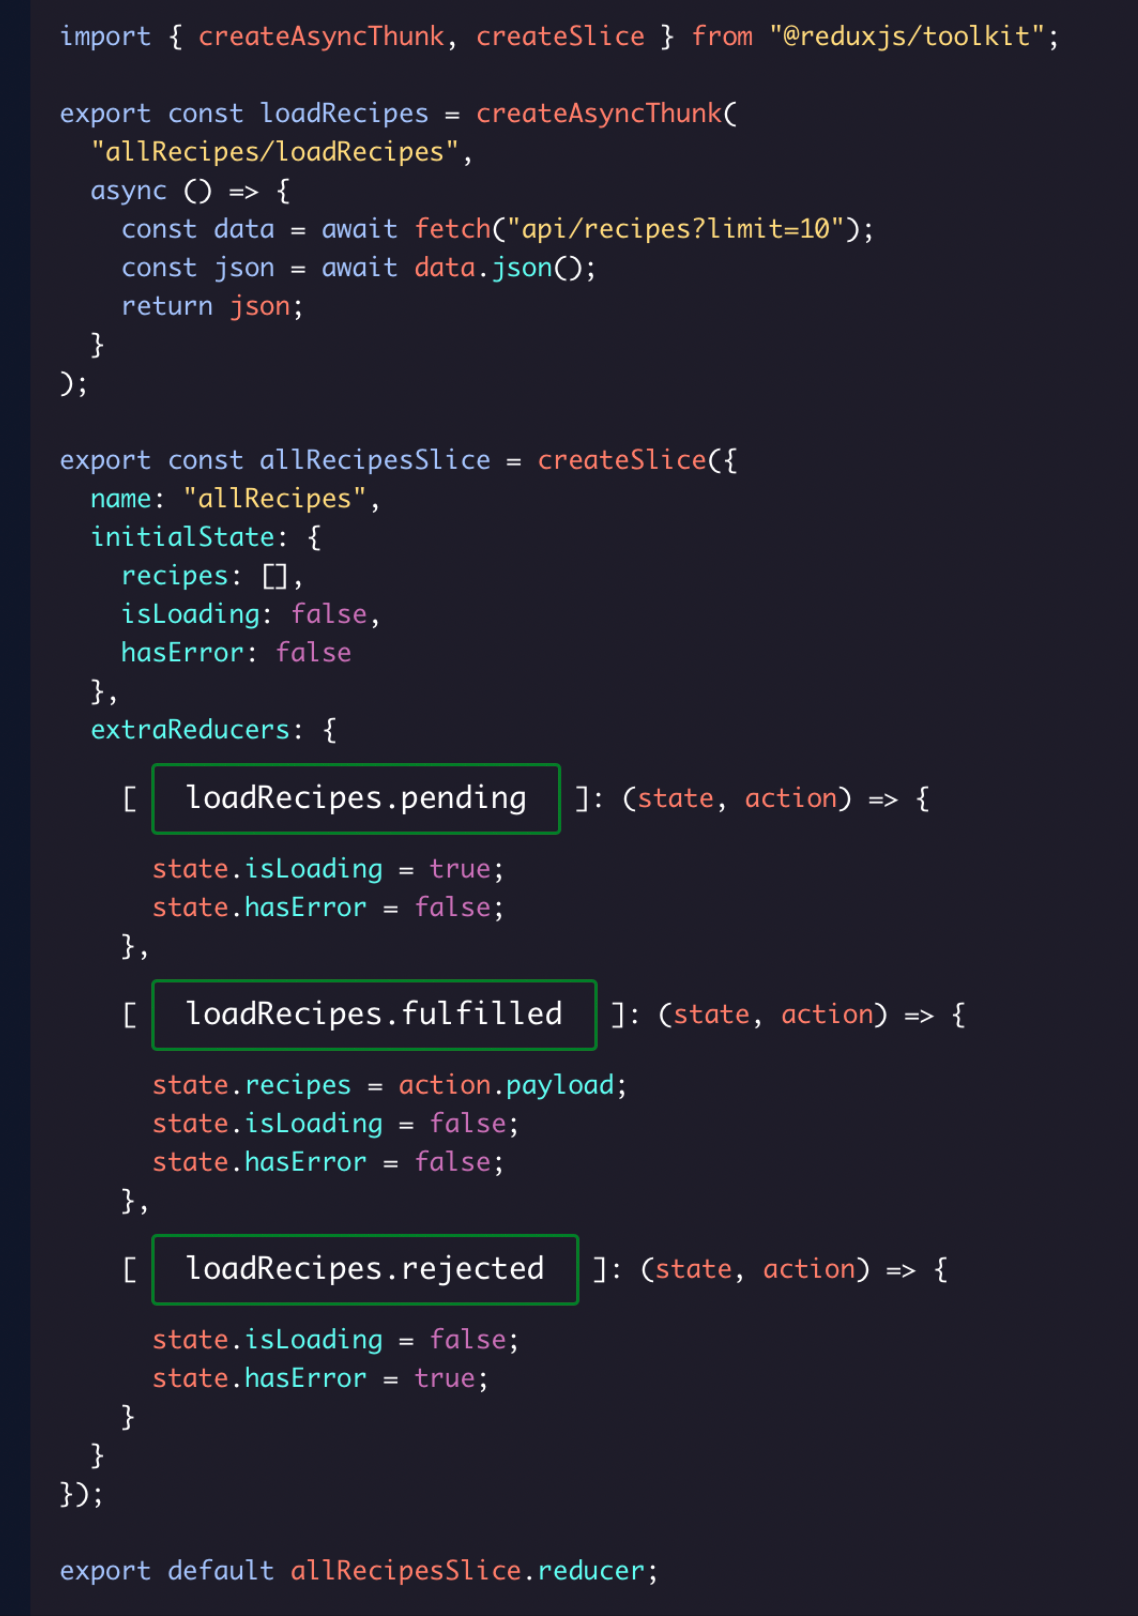 import { createAsyncThunk, createSlice } from "@reduxjs/toolkit";

export const loadRecipes = createAsyncThunk(
  "allRecipes/loadRecipes",
  async () => {
    const data = await fetch("api/recipes?limit=10");
    const json = await data.json();
    return json;
  }
);

export const allRecipesSlice = createSlice({
  name: "allRecipes",
  initialState: {
    recipes: [],
    isLoading: false,
    hasError: false
  },
  extraReducers: {
    [ loadRecipes.pending ]: (state, action) => {
      state.isLoading = true;
      state.hasError = false;
    },
    [ loadRecipes.fulfilled ]: (state, action) => {
      state.recipes = action.payload;
      state.isLoading = false;
      state.hasError = false;
    },
    [ loadRecipes.rejected ]: (state, action) => {
      state.isLoading = false;
      state.hasError = true;
    }
  }
});

export default allRecipesSlice.reducer;